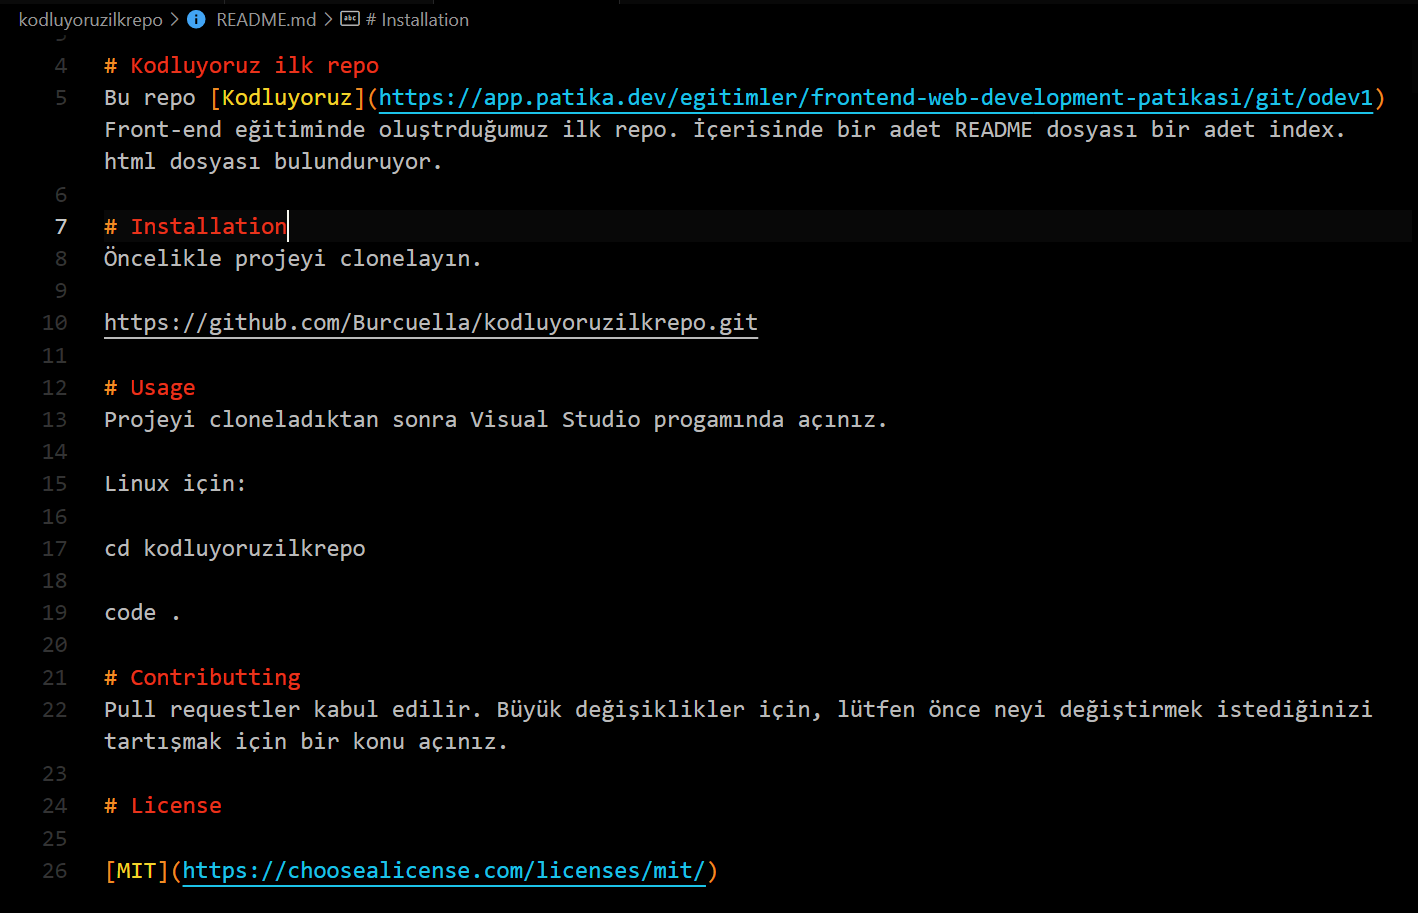 kodluyoruzilkrepo > README.md > # Installation
4 # Kodluyoruz ilk repo
5 Bu repo [Kodluyoruz](https://app.patika.dev/egitimler/frontend-web-development-patikasi/git/odev1)
Front-end eğitiminde oluştrduğumuz ilk repo. İçerisinde bir adet README dosyası bir adet index.
html dosyası bulunduruyor.
6
7 # Installation
8 Öncelikle projeyi clonelayın.
9
10 https://github.com/Burcuella/kodluyoruzilkrepo.git
11
12 # Usage
13 Projeyi cloneladıktan sonra Visual Studio progamında açınız.
14
15 Linux için:
16
17 cd kodluyoruzilkrepo
18
19 code .
20
21 # Contributting
22 Pull requestler kabul edilir. Büyük değişiklikler için, lütfen önce neyi değiştirmek istediğinizi
tartışmak için bir konu açınız.
23
24 # License
25
26 [MIT](https://choosealicense.com/licenses/mit/)